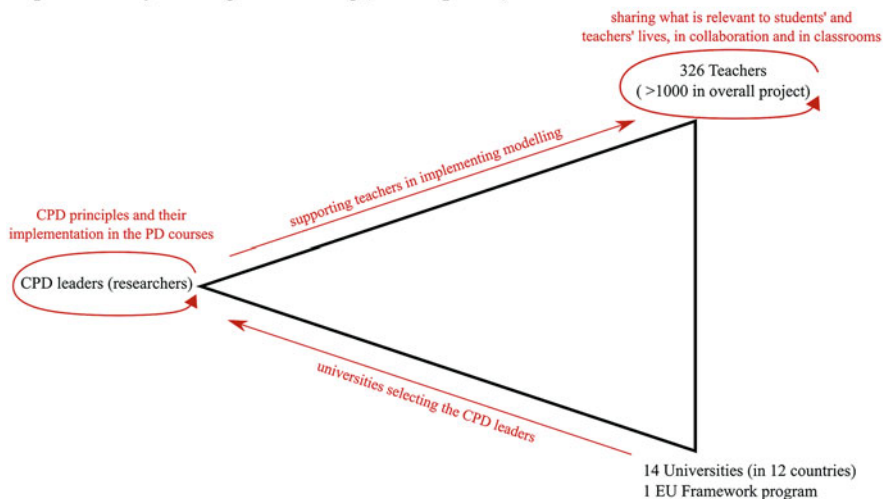 sharing what is relevant to students' and
teachers' lives, in collaboration and in classrooms
326 Teachers
( >1000 in overall project)
supporting teachers in implementing modelling
CPD principles and their
implementation in the PD courses
CPD leaders (researchers)
universities selecting the CPD leaders
14 Universities (in 12 countries)
1 EU Framework program